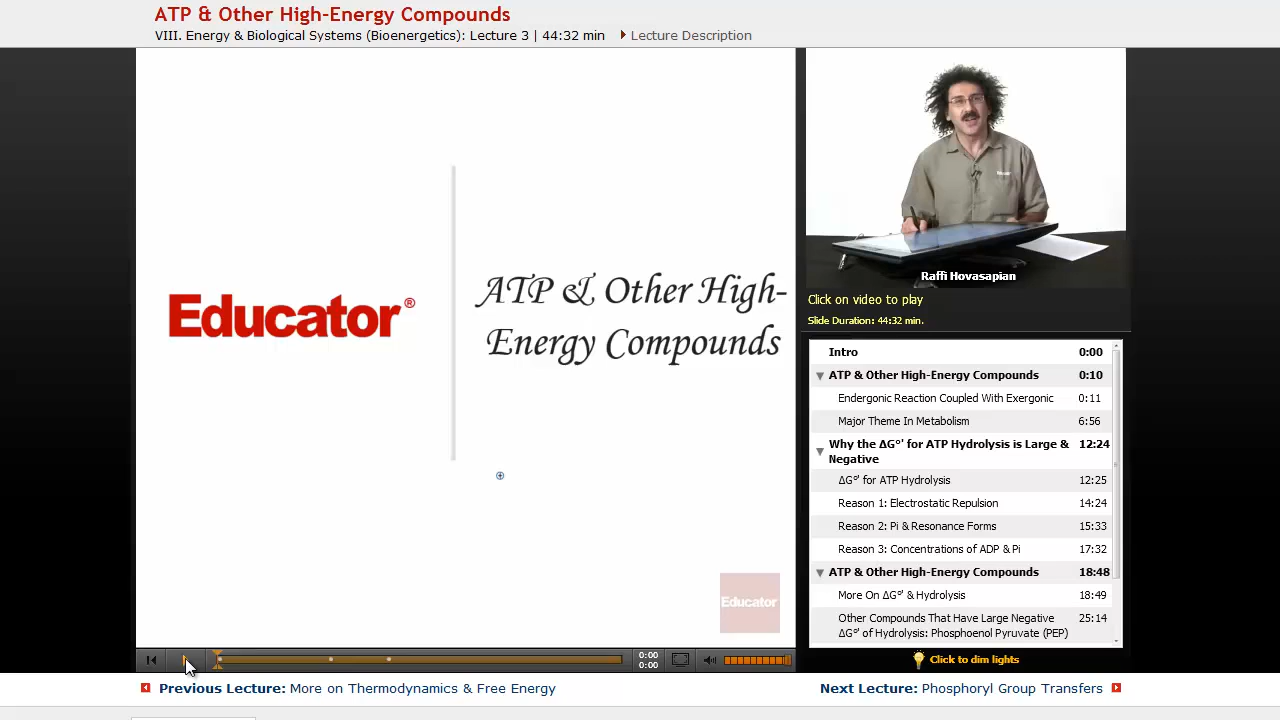 ATP & Other High-Energy Compounds
VIII. Energy & Biological Systems (Bioenergetics): Lecture 3 | 44:32 min
Lecture Description
Educator®
ATP & Other High-
Energy Compounds
Educator
Educator
Raffi Hovasapian
Click on video to play
Slide Duration: 44:32 min.
Intro 0:00
ATP & Other High-Energy Compounds 0:10
Endergonic Reaction Coupled With Exergonic 0:11
Major Theme In Metabolism 6:56
Why the ΔG°' for ATP Hydrolysis is Large & 12:24
Negative
ΔG°' for ATP Hydrolysis 12:25
Reason 1: Electrostatic Repulsion 14:24
Reason 2: Pi & Resonance Forms 15:33
Reason 3: Concentrations of ADP & Pi 17:32
ATP & Other High-Energy Compounds 18:48
More On ΔG°' & Hydrolysis 18:49
Other Compounds That Have Large Negative 25:14
ΔG°' of Hydrolysis: Phosphoenol Pyruvate (PEP)
0:00
0:00
Click to dim lights
Previous Lecture: More on Thermodynamics & Free Energy
Next Lecture: Phosphoryl Group Transfers